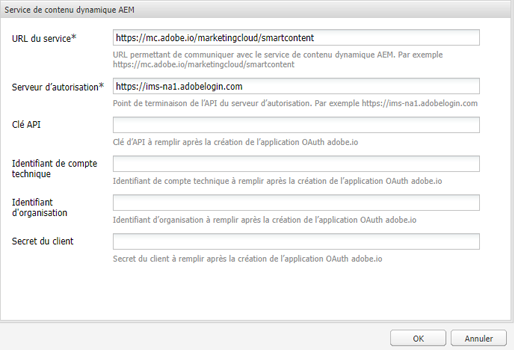 Service de contenu dynamique AEM
URL du service*
https://mc.adobe.io/marketingcloud/smartcontent
URL permettant de communiquer avec le service de contenu dynamique AEM. Par exemple
https://mc.adobe.io/marketingcloud/smartcontent
Serveur d'autorisation*
https://ims-na1.adobelogin.com
Point de terminaison de l'API du serveur d'autorisation. Par exemple https://ims-na1.adobelogin.com
Clé API
Clé d'API à remplir après la création de l'application OAuth adobe.io
Identifiant de compte
technique
Identifiant de compte technique à remplir après la création de l'application OAuth adobe.io
Identifiant
d'organisation
Identifiant d'organisation à remplir après la création de l'application OAuth adobe.io
Secret du client
Secret du client à remplir après la création de l'application OAuth adobe.io
OK
Annuler